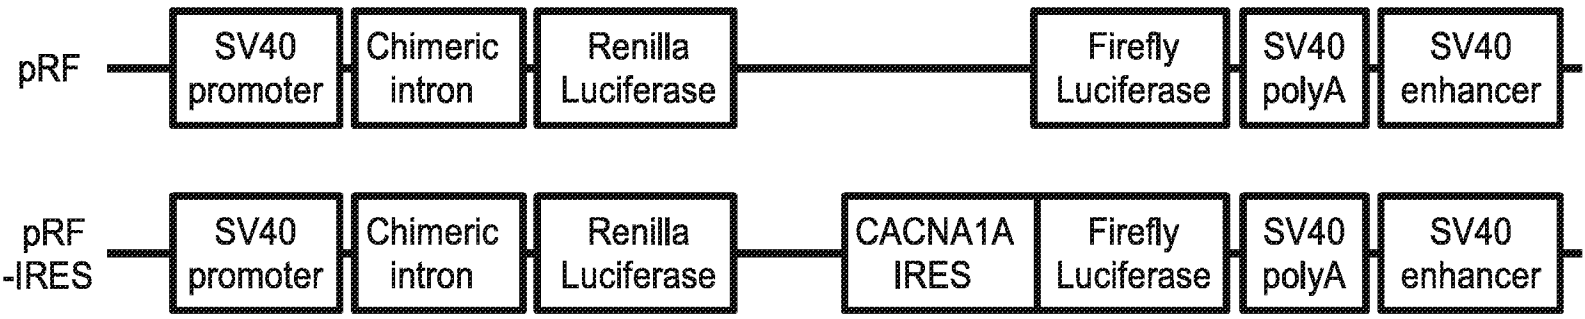 pRF
SV40
promoter
Chimeric
intron
Renilla
Luciferase
Firefly
Luciferase
SV40
polyA
SV40
enhancer
pRF
-IRES
SV40
promoter
Chimeric
intron
Renilla
Luciferase
CACNA1A
IRES
Firefly
Luciferase
SV40
polyA
SV40
enhancer